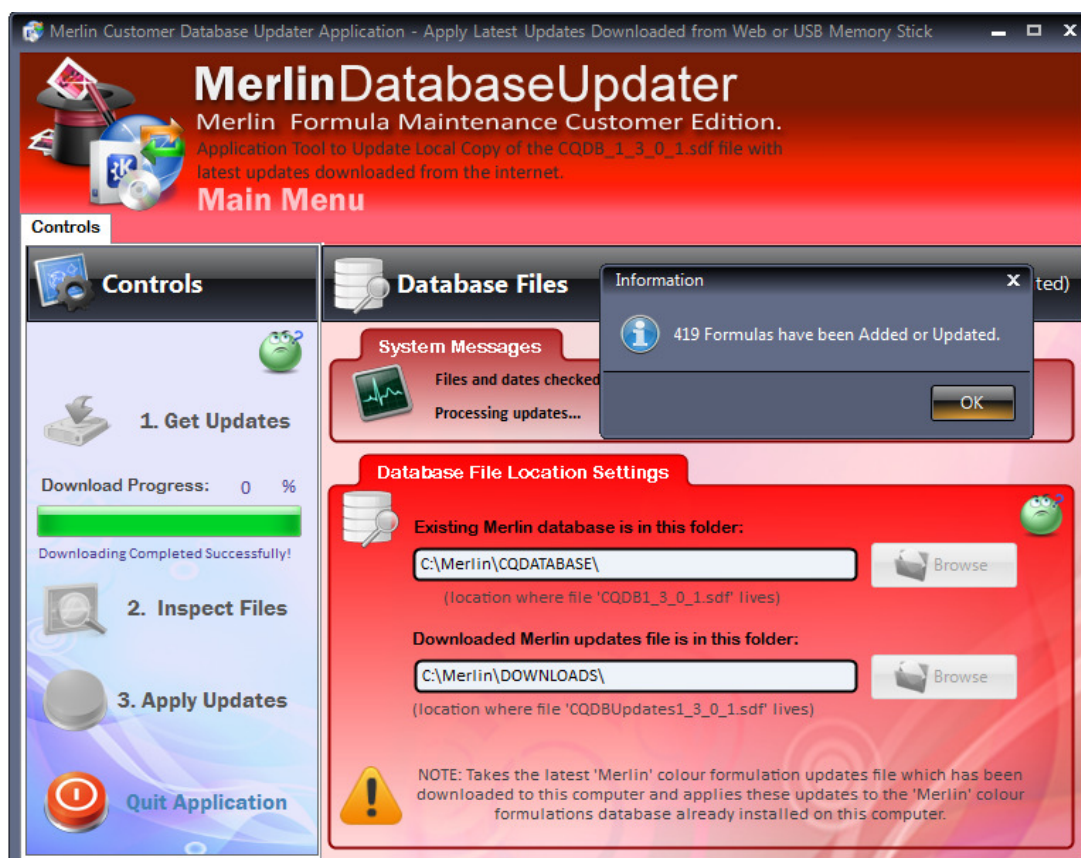 Merlin Customer Database Updater Application - Apply Latest Updates Downloaded from Web or USB Memory Stick
MerlinDatabaseUpdater
Merlin Formula Maintenance Customer Edition.
Application Tool to Update Local Copy of the CQDB_1_3_0_1.sdf file with
latest updates downloaded from the internet.
Main Menu
Controls
Controls
1. Get Updates
Download Progress: 0 %
Downloading Completed Successfully!
2. Inspect Files
3. Apply Updates
Quit Application
Database Files
ted)
Information
419 Formulas have been Added or Updated.
OK
System Messages
Files and dates checked
Processing updates...
Database File Location Settings
Existing Merlin database is in this folder:
C:\Merlin\CQDATABASE\
Browse
(location where file 'CQDB1_3_0_1.sdf' lives)
Downloaded Merlin updates file is in this folder:
C:\Merlin\DOWNLOADS\
Browse
(location where file 'CQDBUpdates1_3_0_1.sdf' lives)
NOTE: Takes the latest 'Merlin' colour formulation updates file which has been
downloaded to this computer and applies these updates to the 'Merlin' colour
formulations database already installed on this computer.